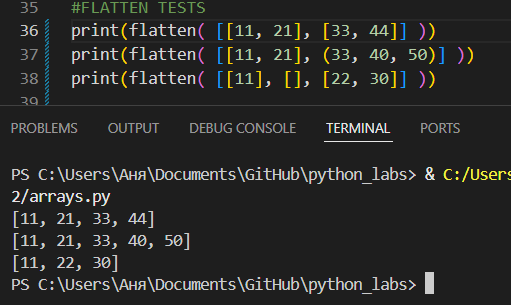 35 #FLATTEN TESTS
36 print(flatten( [[11, 21], [33, 44]] ))
37 print(flatten( [[11, 21], (33, 40, 50)] ))
38 print(flatten( [[11], [], [22, 30]] ))
39
PROBLEMS OUTPUT DEBUG CONSOLE TERMINAL PORTS
PS C:\Users\Аня\Documents\GitHub\python_labs> & C:/Users
2/arrays.py
[11, 21, 33, 44]
[11, 21, 33, 40, 50]
[11, 22, 30]
PS C:\Users\Аня\Documents\GitHub\python_labs>